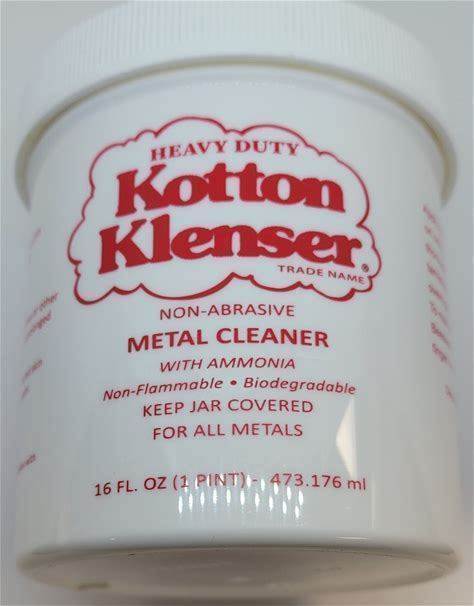 HEAVY DUTY
Kotton
Klenser®
TRADE NAME
NON-ABRASIVE
METAL CLEANER
WITH AMMONIA
Non-Flammable • Biodegradable
KEEP JAR COVERED
FOR ALL METALS
16 FL. OZ (1 PINT) - 473.176 ml